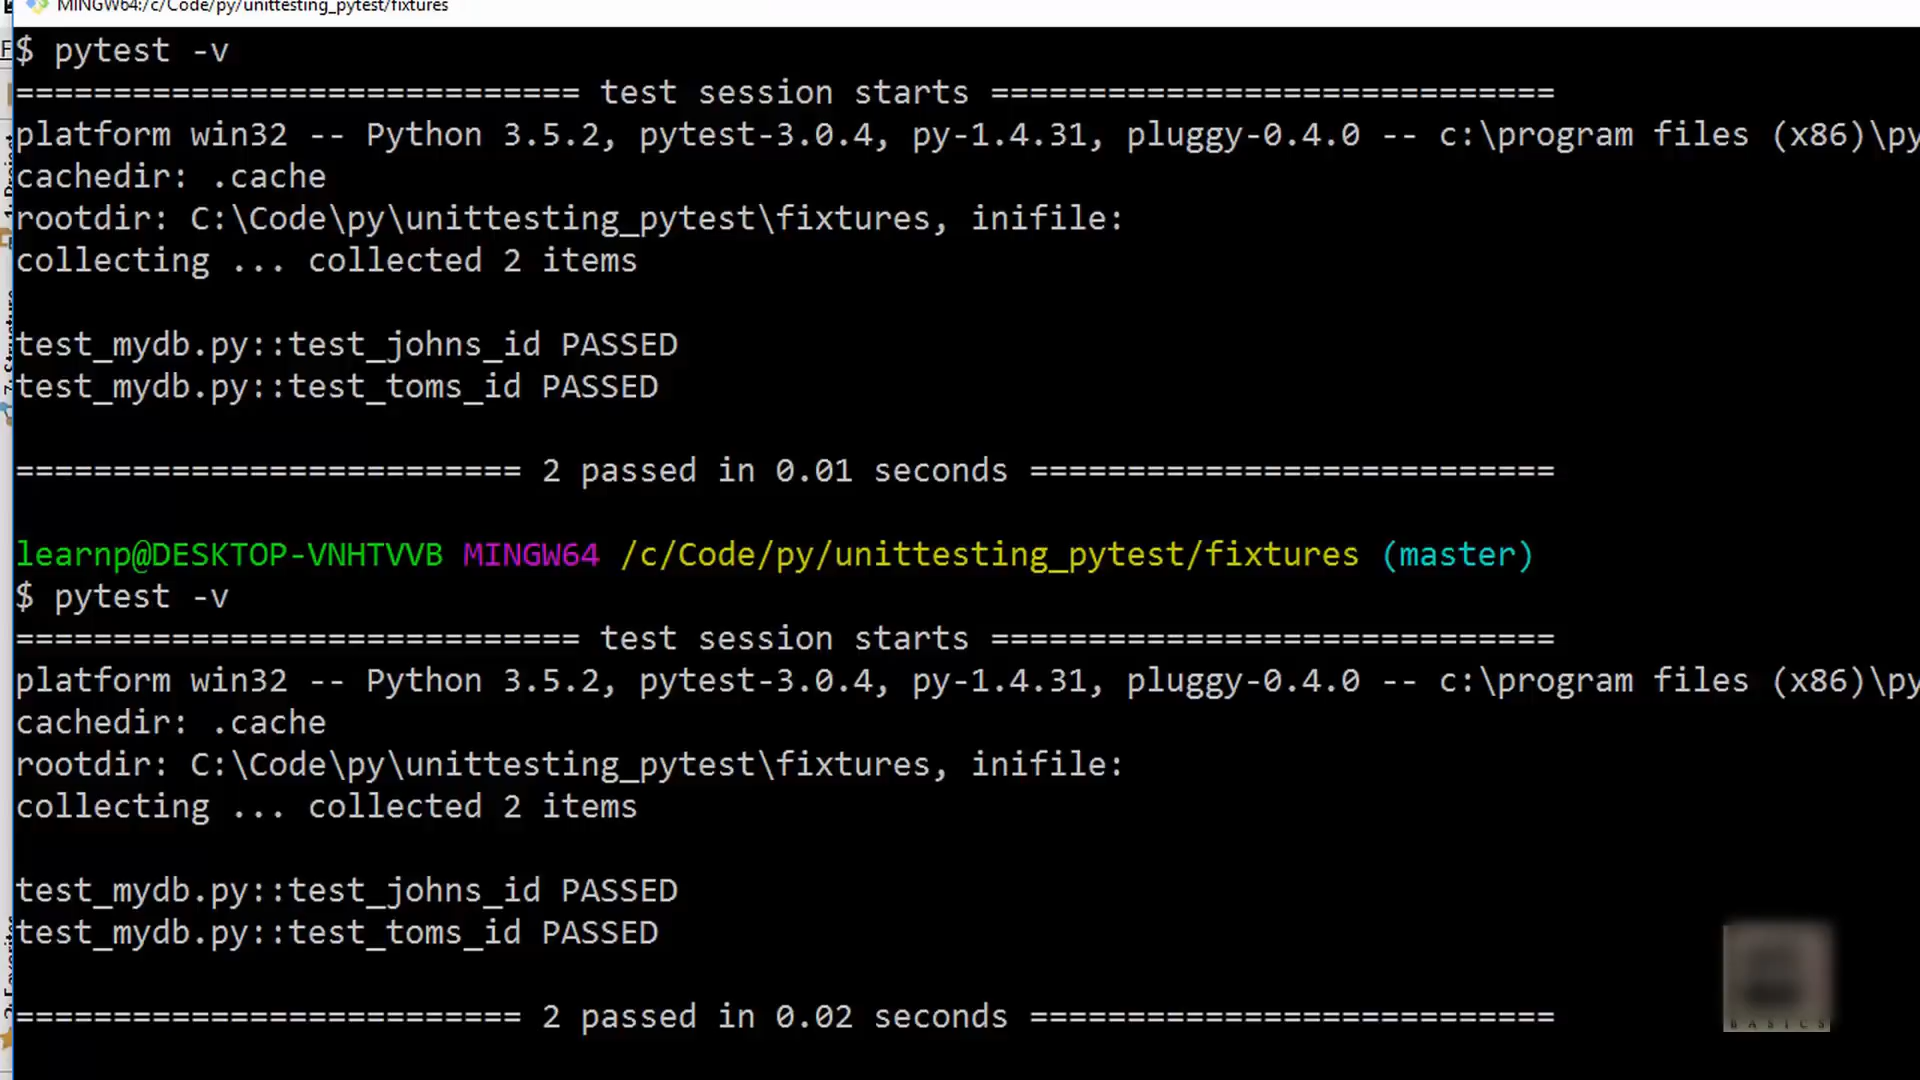 MINGW64:/c/Code/py/unittesting_pytest/fixtures
$ pytest -v
============================= test session starts =============================
platform win32 -- Python 3.5.2, pytest-3.0.4, py-1.4.31, pluggy-0.4.0 -- c:\program files (x86)\py
cachedir: .cache
rootdir: C:\Code\py\unittesting_pytest\fixtures, inifile:
collecting ... collected 2 items
test_mydb.py::test_johns_id PASSED
test_mydb.py::test_toms_id PASSED
========================== 2 passed in 0.01 seconds ===========================
learnp@DESKTOP-VNHTVVB MINGW64 /c/Code/py/unittesting_pytest/fixtures (master)
$ pytest -v
============================= test session starts =============================
platform win32 -- Python 3.5.2, pytest-3.0.4, py-1.4.31, pluggy-0.4.0 -- c:\program files (x86)\py
cachedir: .cache
rootdir: C:\Code\py\unittesting_pytest\fixtures, inifile:
collecting ... collected 2 items
test_mydb.py::test_johns_id PASSED
test_mydb.py::test_toms_id PASSED
========================== 2 passed in 0.02 seconds ===========================
BASICS